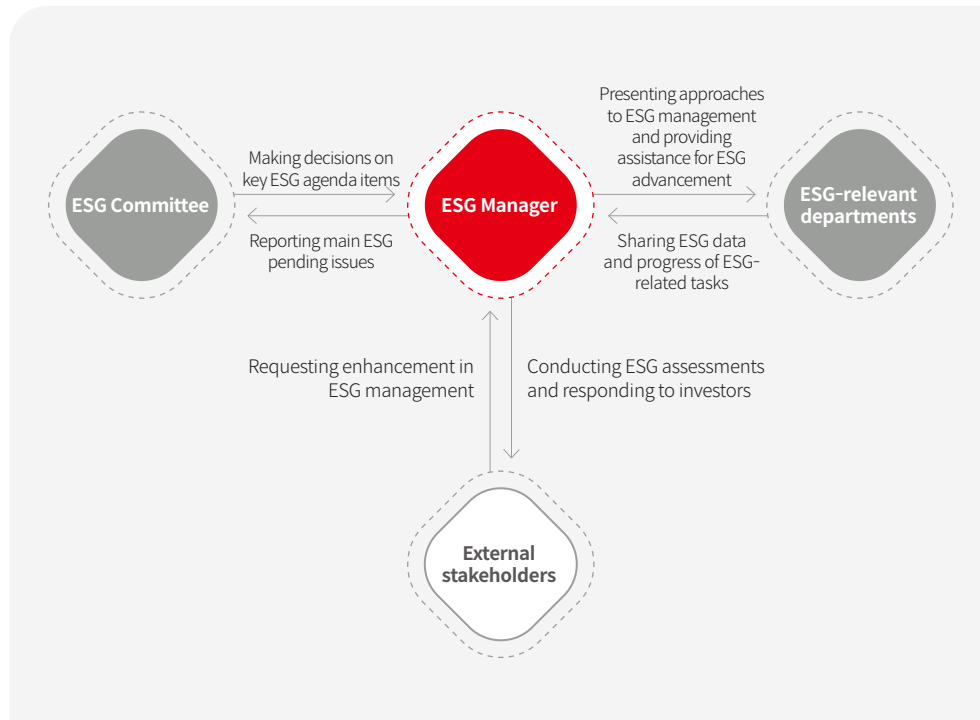 Presenting approaches
to ESG management
and providing
assistance for ESG
advancement
Making decisions on
key ESG agenda items
ESG Committee
ESG Manager
ESG-relevant
departments
Reporting main ESG
pending issues
Sharing ESG data
and progress of ESG-
related tasks
Requesting enhancement in
ESG management
Conducting ESG assessments
and responding to investors
External
stakeholders